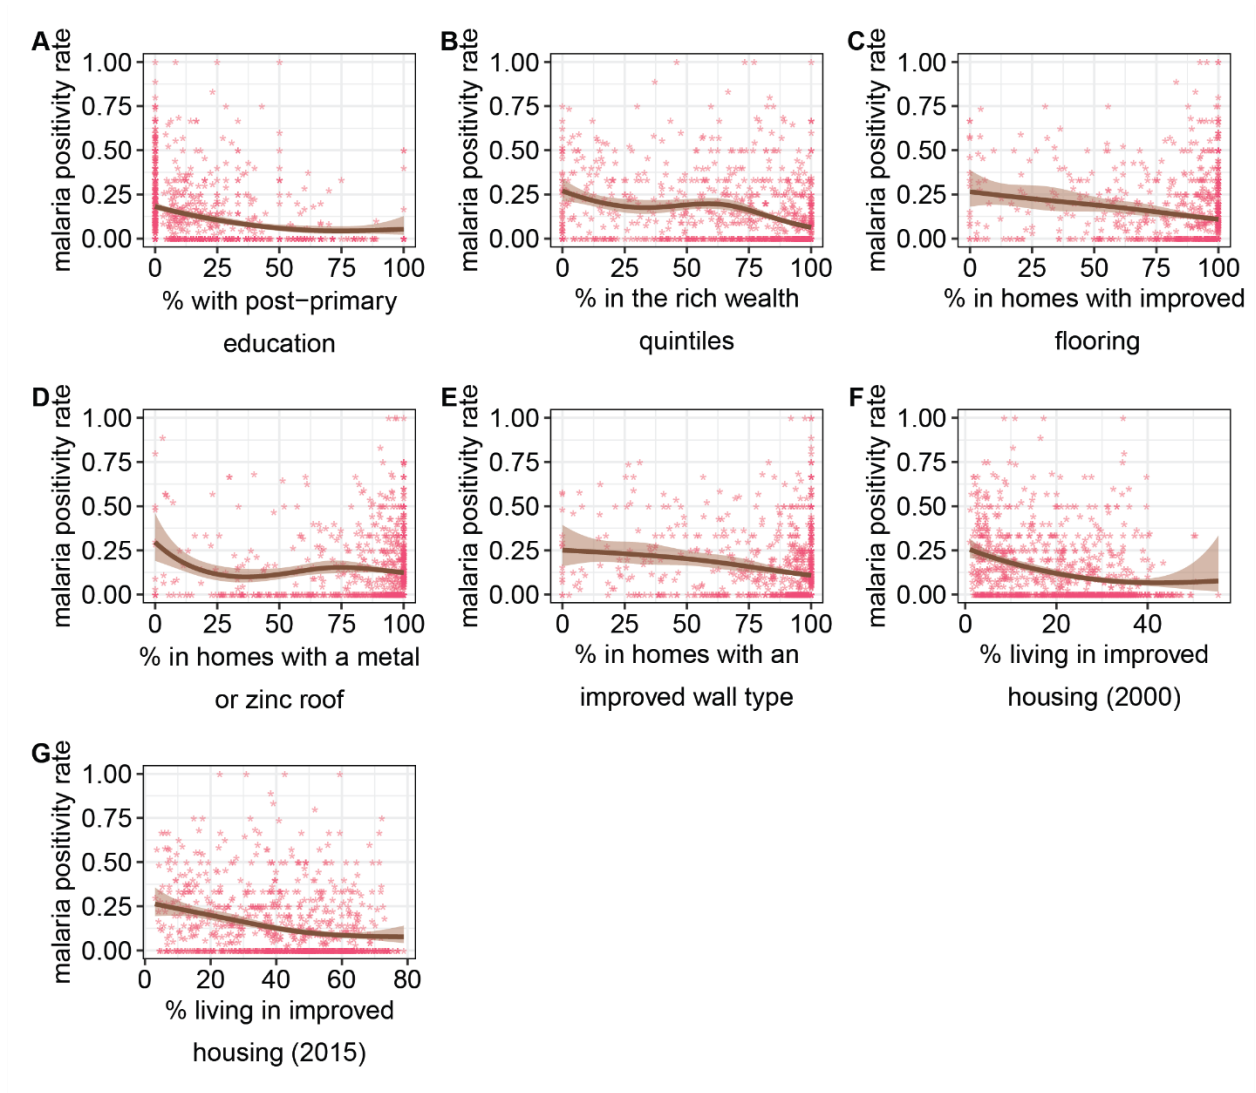 A
B
C
malaria positivity rate
1.00
0.75
0.50
0.25
0.00
0 25 50 75 100
% with post−primary
education
malaria positivity rate
1.00
0.75
0.50
0.25
0.00
0 25 50 75 100
% in the rich wealth
quintiles
malaria positivity rate
1.00
0.75
0.50
0.25
0.00
0 25 50 75 100
% in homes with improved
flooring
D
E
F
malaria positivity rate
1.00
0.75
0.50
0.25
0.00
0 25 50 75 100
% in homes with a metal
or zinc roof
malaria positivity rate
1.00
0.75
0.50
0.25
0.00
0 25 50 75 100
% in homes with an
improved wall type
malaria positivity rate
1.00
0.75
0.50
0.25
0.00
0 20 40
% living in improved
housing (2000)
G
malaria positivity rate
1.00
0.75
0.50
0.25
0.00
0 20 40 60 80
% living in improved
housing (2015)